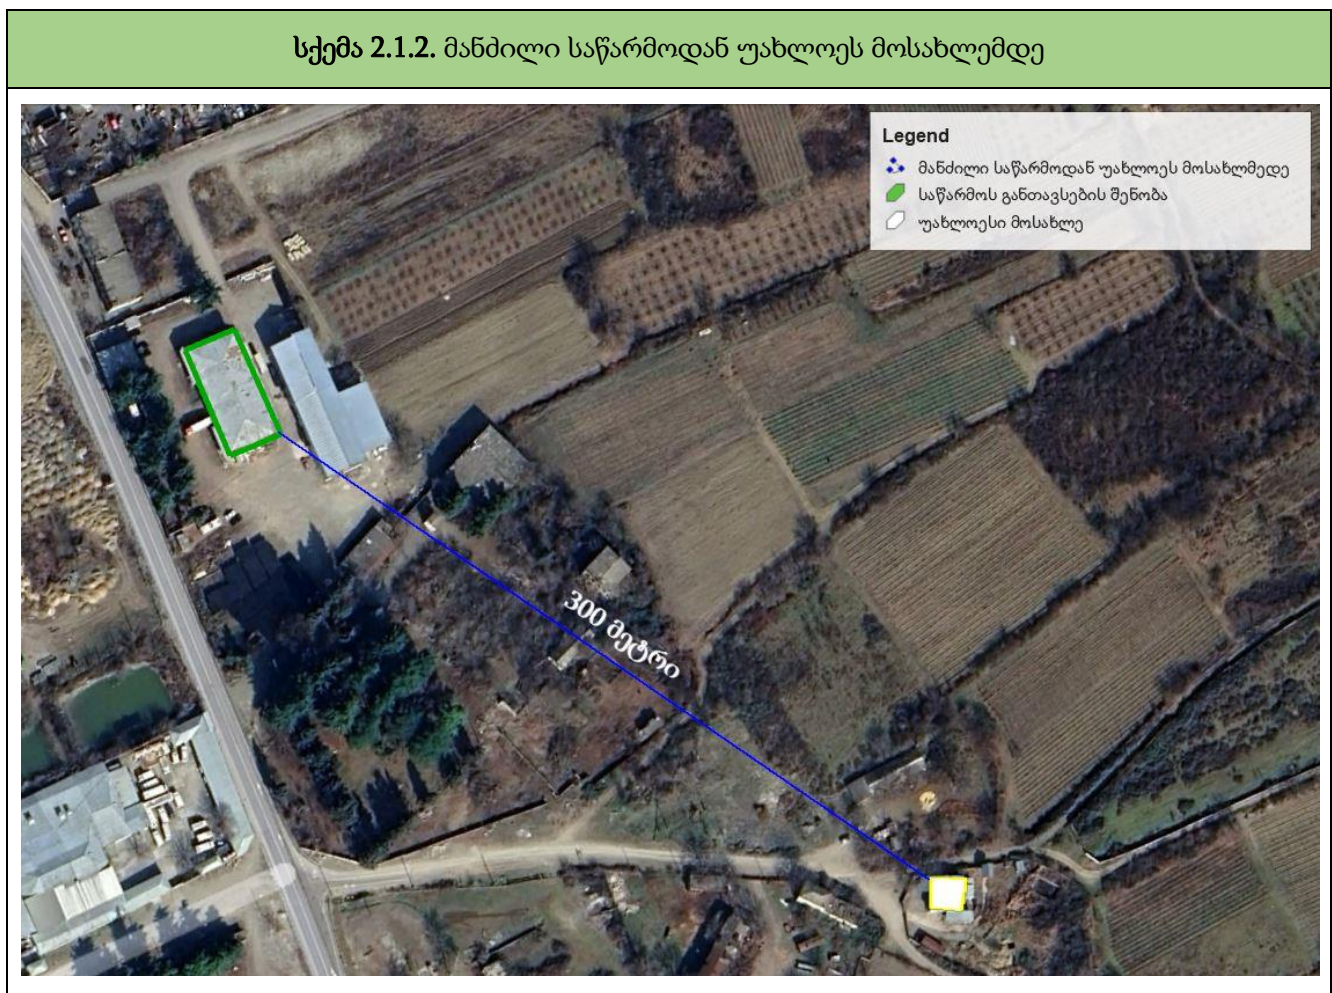 სქემა 2.1.2. მანძილი საწარმოდან უახლოეს მოსახლემდე
Legend
მანძილი საწარმოდან უახლოეს მოსახლმედე
საწარმოს განთავსების შენობა
უახლოესი მოსახლე
300 მეტრი